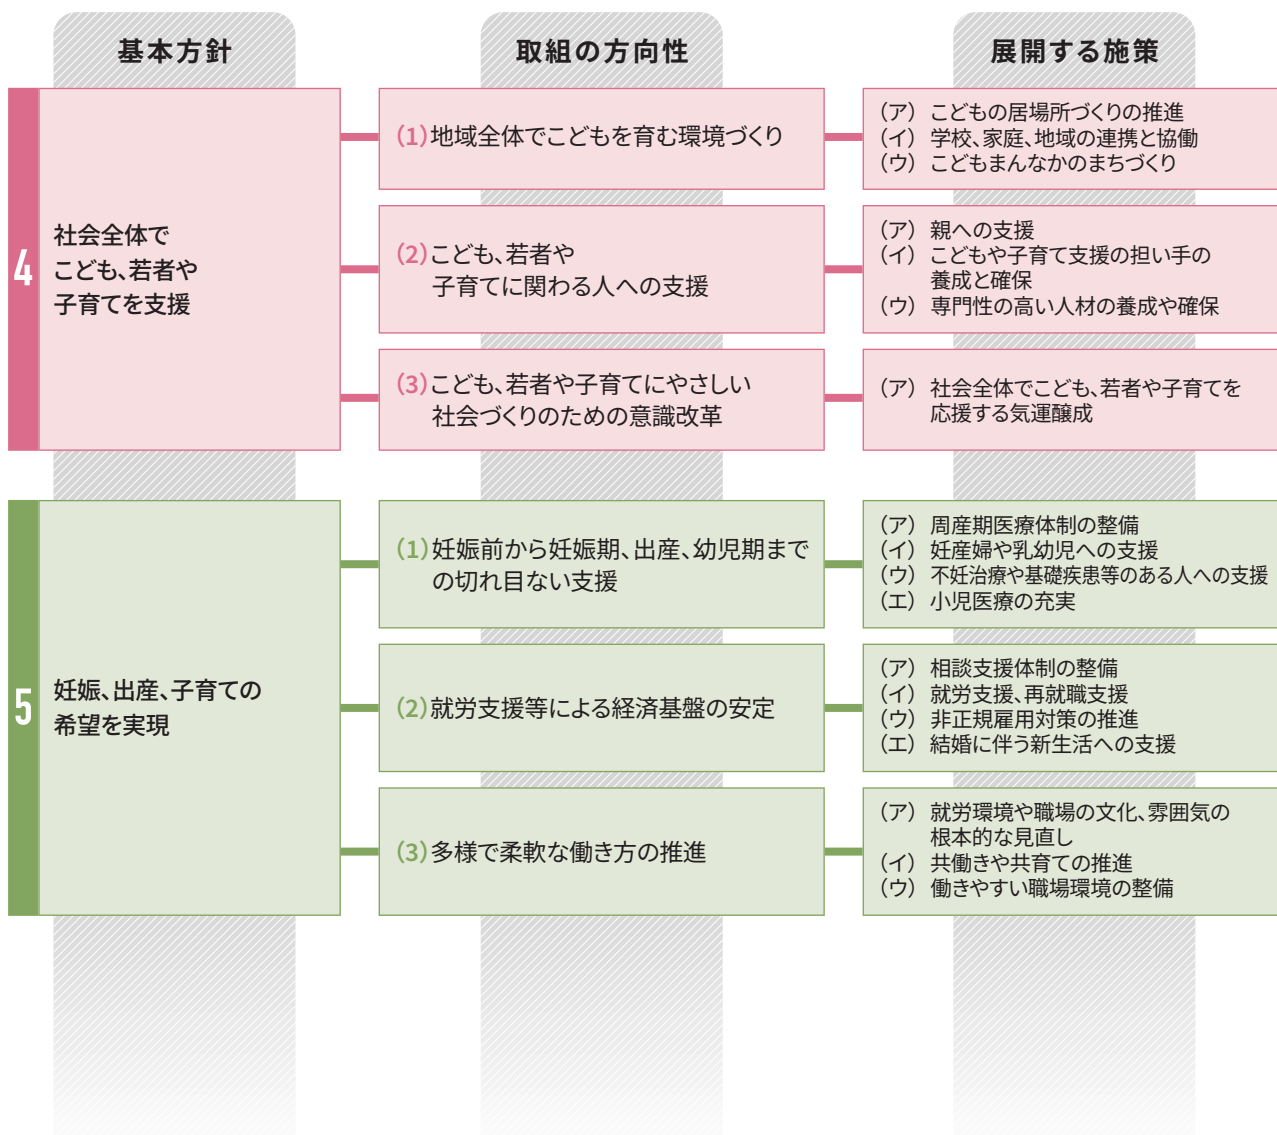 基本方針
取組の方向性
展開する施策
4
社会全体で
こども、若者や
子育てを支援
(1)地域全体でこどもを育む環境づくり
(ア) こどもの居場所づくりの推進
(イ) 学校、家庭、地域の連携と協働
(ウ) こどもまんなかのまちづくり
(2)こども、若者や
子育てに関わる人への支援
(ア) 親への支援
(イ) こどもや子育て支援の担い手の
養成と確保
(ウ) 専門性の高い人材の養成や確保
(3)こども、若者や子育てにやさしい
社会づくりのための意識改革
(ア) 社会全体でこども、若者や子育てを
応援する気運醸成
5
妊娠、出産、子育ての
希望を実現
(1)妊娠前から妊娠期、出産、幼児期まで
の切れ目ない支援
(ア) 周産期医療体制の整備
(イ) 妊産婦や乳幼児への支援
(ウ) 不妊治療や基礎疾患等のある人への支援
(エ) 小児医療の充実
(2)就労支援等による経済基盤の安定
(ア) 相談支援体制の整備
(イ) 就労支援、再就職支援
(ウ) 非正規雇用対策の推進
(エ) 結婚に伴う新生活への支援
(3)多様で柔軟な働き方の推進
(ア) 就労環境や職場の文化、雰囲気の
根本的な見直し
(イ) 共働きや共育ての推進
(ウ) 働きやすい職場環境の整備